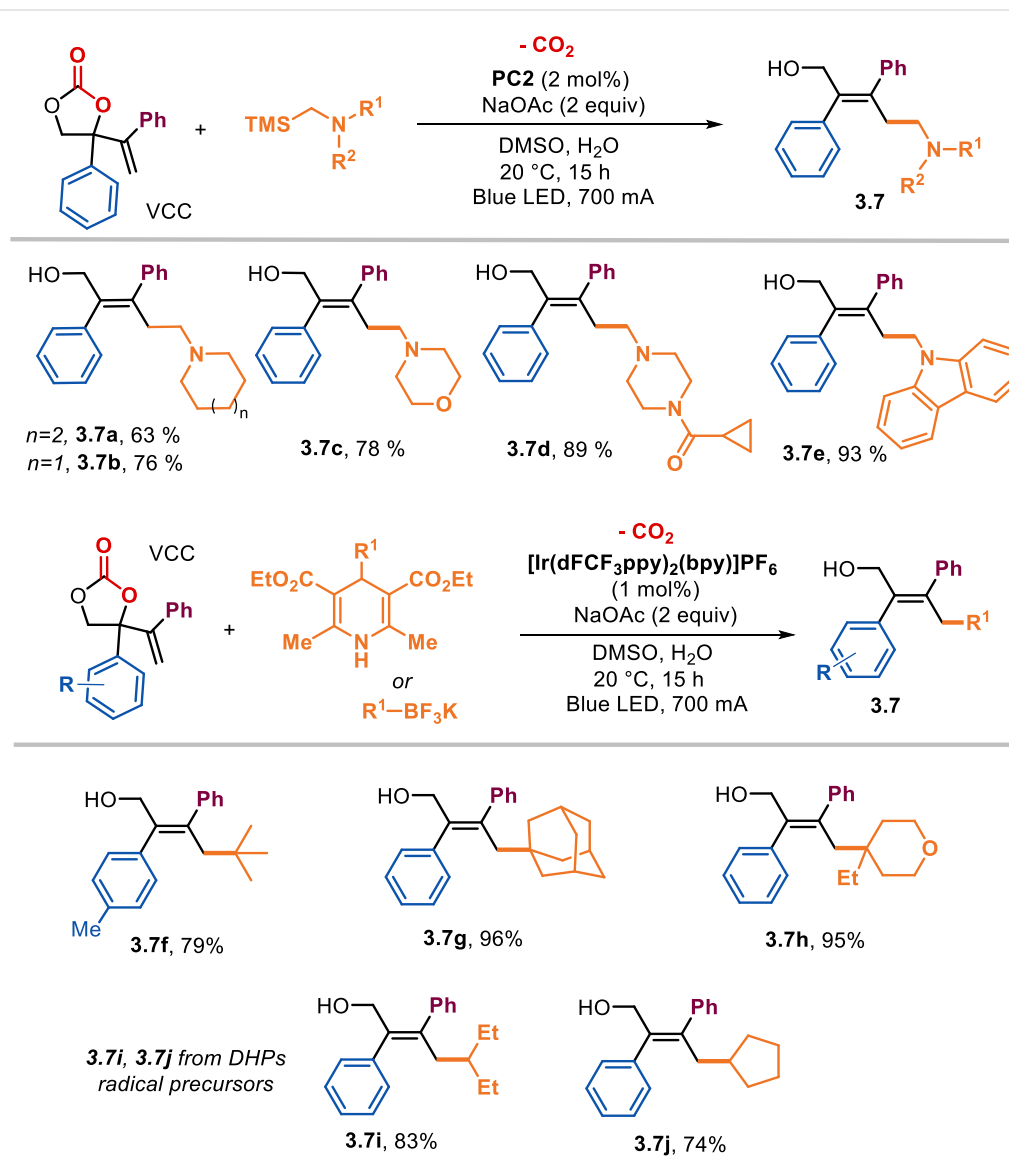 - CO2
PC2 (2 mol%)
NaOAc (2 equiv)
DMSO, H2O
20 °C, 15 h
Blue LED, 700 mA
O
O
O
Ph
VCC
+
TMS
N
R1
R2
HO
Ph
N
R1
R2
3.7
HO
Ph
N
n
n=2, 3.7a, 63 %
n=1, 3.7b, 76 %
HO
Ph
N
O
3.7c, 78 %
HO
Ph
N
N
O
3.7d, 89 %
HO
Ph
N
3.7e, 93 %
O
O
O
Ph
R
VCC
+
R1
EtO2C
CO2Et
Me
N
H
Me
or
R1–BF3K
- CO2
[Ir(dFCF3ppy)2(bpy)]PF6
(1 mol%)
NaOAc (2 equiv)
DMSO, H2O
20 °C, 15 h
Blue LED, 700 mA
HO
Ph
R1
R
3.7
HO
Ph
Me
3.7f, 79%
HO
Ph
3.7g, 96%
HO
Ph
O
Et
3.7h, 95%
3.7i, 3.7j from DHPs
radical precursors
HO
Ph
Et
Et
3.7i, 83%
HO
Ph
3.7j, 74%